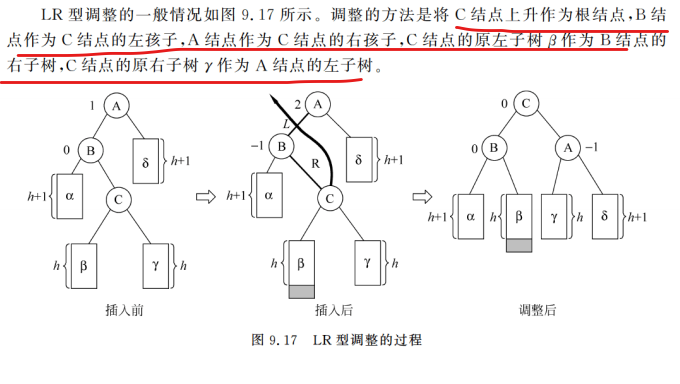 LR 型调整的一般情况如图 9.17 所示。调整的方法是将 C 结点上升作为根结点,B 结
点作为 C 结点的左孩子,A 结点作为 C 结点的右孩子,C 结点的原左子树 β 作为 B 结点的
右子树,C 结点的原右子树 γ 作为 A 结点的左子树。
1 A
0 B
δ h+1
h+1 α
C
h β
γ h
插入前
2 A
L
-1 B
R
δ h+1
h+1 α
C
h β
γ h
插入后
0 C
0 B
A -1
h+1 α
h β
γ h
δ h+1
调整后
图 9.17 LR 型调整的过程